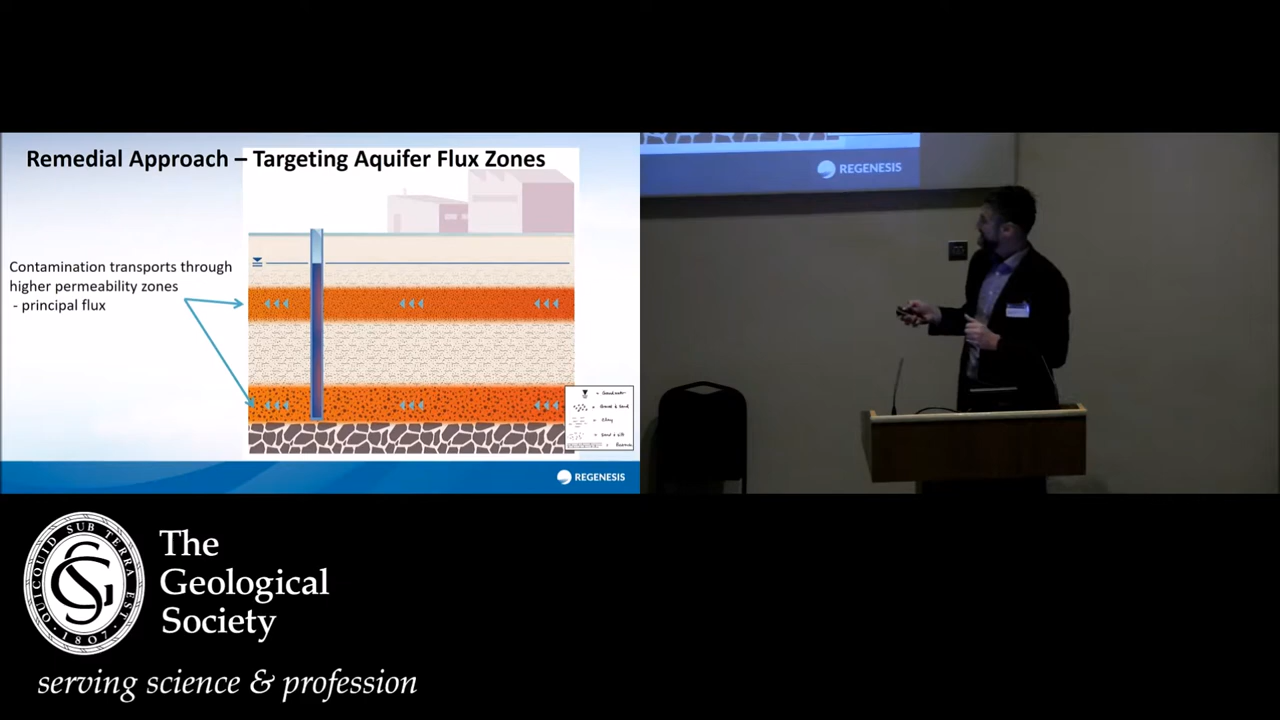 Remedial Approach – Targeting Aquifer Flux Zones
Contamination transports through
higher permeability zones
- principal flux
REGENESIS
REGENESIS
QUICQUID SUB TERRA EST
1807
The
Geological
Society
serving science & profession